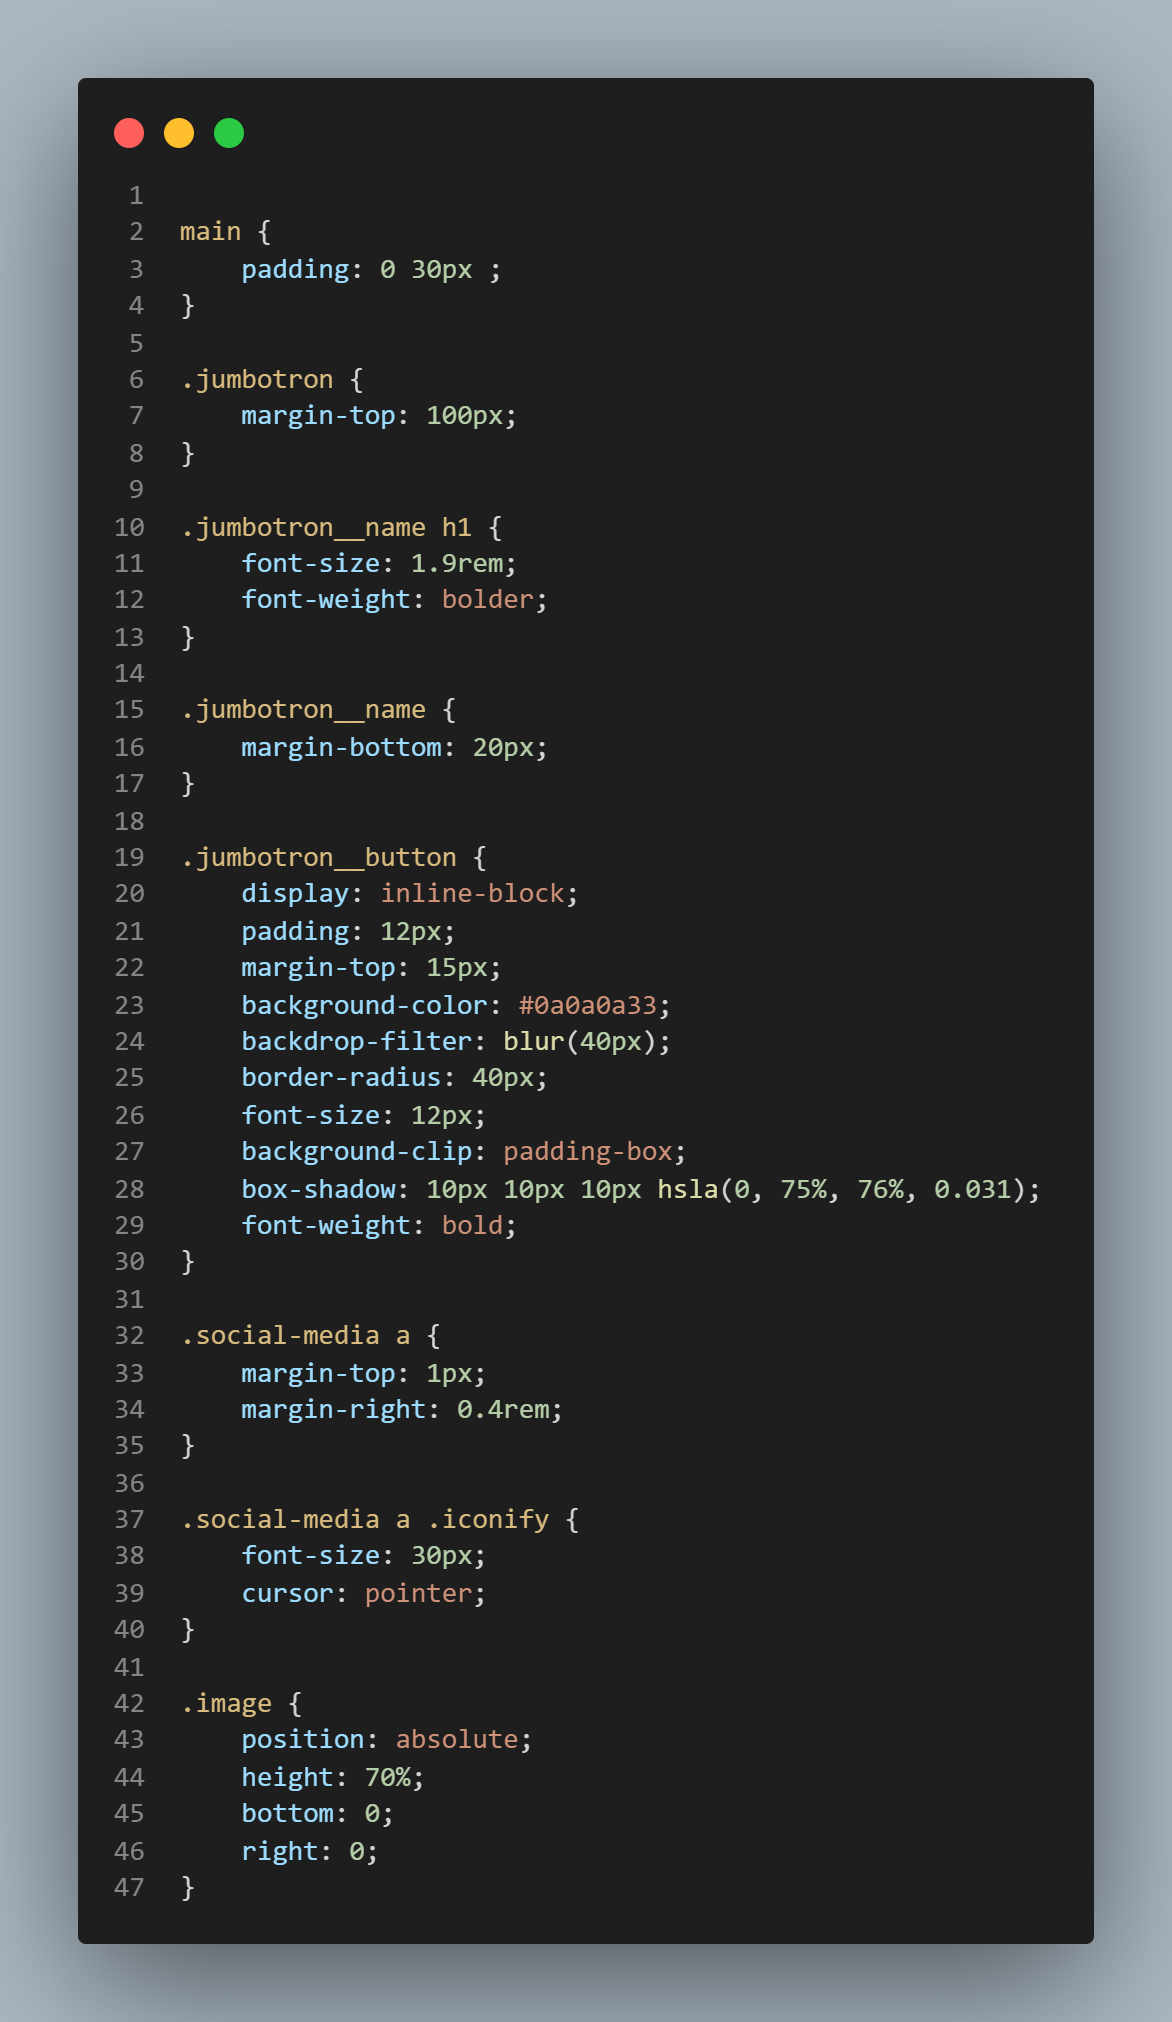 1
2 main {
3     padding: 0 30px ;
4 }
5
6 .jumbotron {
7     margin-top: 100px;
8 }
9
10 .jumbotron__name h1 {
11     font-size: 1.9rem;
12     font-weight: bolder;
13 }
14
15 .jumbotron__name {
16     margin-bottom: 20px;
17 }
18
19 .jumbotron__button {
20     display: inline-block;
21     padding: 12px;
22     margin-top: 15px;
23     background-color: #0a0a0a33;
24     backdrop-filter: blur(40px);
25     border-radius: 40px;
26     font-size: 12px;
27     background-clip: padding-box;
28     box-shadow: 10px 10px 10px hsla(0, 75%, 76%, 0.031);
29     font-weight: bold;
30 }
31
32 .social-media a {
33     margin-top: 1px;
34     margin-right: 0.4rem;
35 }
36
37 .social-media a .iconify {
38     font-size: 30px;
39     cursor: pointer;
40 }
41
42 .image {
43     position: absolute;
44     height: 70%;
45     bottom: 0;
46     right: 0;
47 }